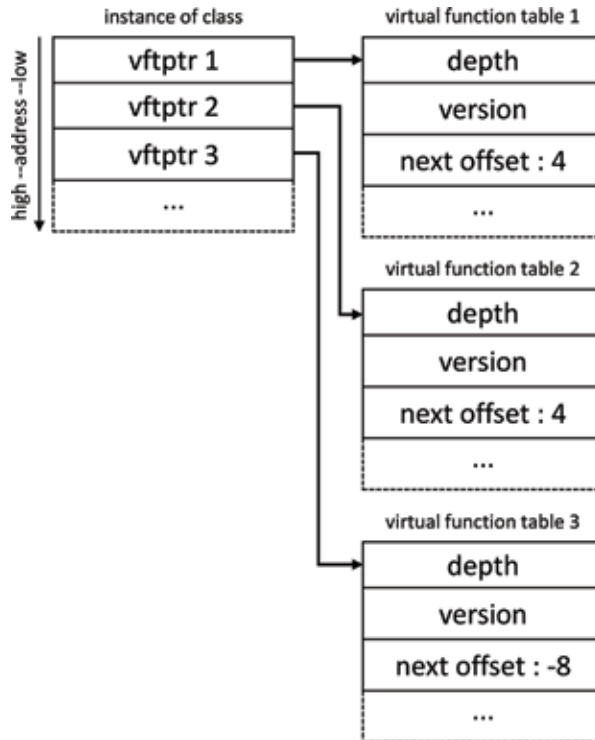 instance of class
high --address --low
vftptr 1
vftptr 2
vftptr 3
...
virtual function table 1
depth
version
next offset : 4
...
virtual function table 2
depth
version
next offset : 4
...
virtual function table 3
depth
version
next offset : -8
...